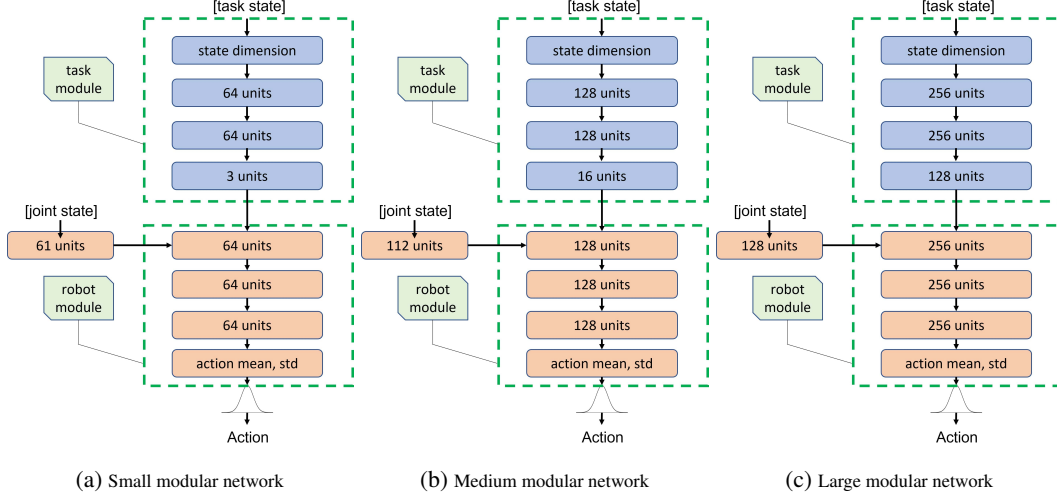 [task state]
state dimension
task
module
64 units
64 units
3 units
[joint state]
61 units
64 units
robot
module
64 units
64 units
action mean, std
Action
(a) Small modular network
[task state]
state dimension
task
module
128 units
128 units
16 units
[joint state]
112 units
128 units
robot
module
128 units
128 units
action mean, std
Action
(b) Medium modular network
[task state]
state dimension
task
module
256 units
256 units
128 units
[joint state]
128 units
256 units
robot
module
256 units
256 units
action mean, std
Action
(c) Large modular network